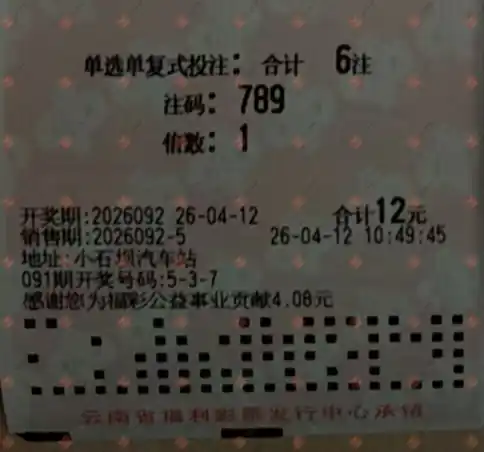 单选单复式投注: 合计 6注
注码: 789
倍数: 1
开奖期:2026092 26-04-12 合计12元
销售期:2026092-5 26-04-12 10:49:45
地址:小石坝汽车站
091期开奖号码:5-3-7
感谢您为福彩公益事业贡献4.08元
云南省福利彩票发行中心承销